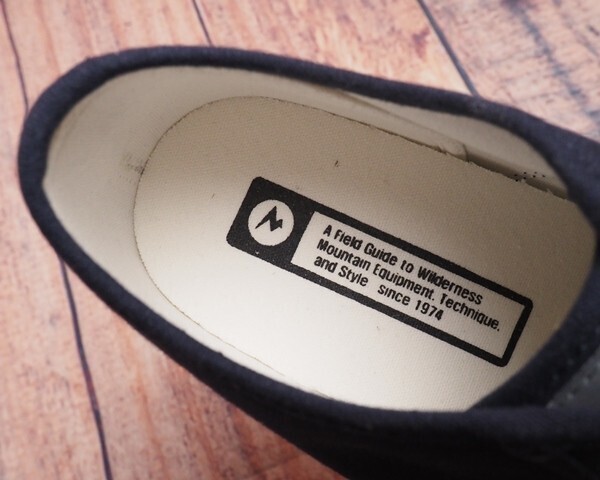 A Field Guide to Wilderness
Mountain Equipment. Technique.
and Style since 1974